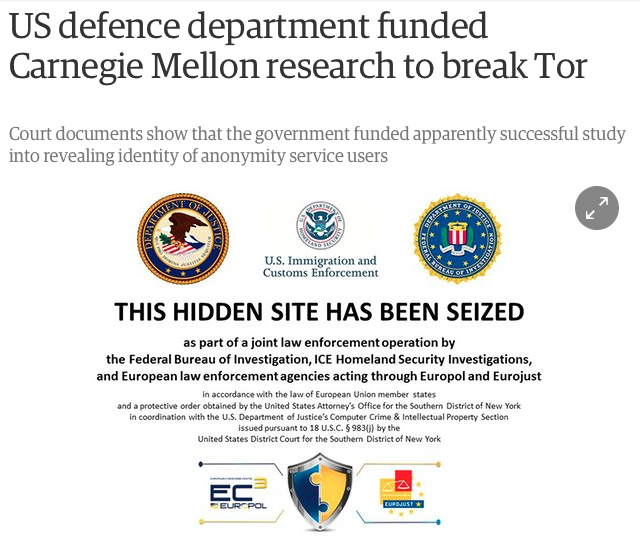 US defence department funded
Carnegie Mellon research to break Tor
Court documents show that the government funded apparently successful study
into revealing identity of anonymity service users
U.S. Immigration and
Customs Enforcement
THIS HIDDEN SITE HAS BEEN SEIZED
as part of a joint law enforcement operation by
the Federal Bureau of Investigation, ICE Homeland Security Investigations,
and European law enforcement agencies acting through Europol and Eurojust
in accordance with the law of European Union member states
and a protective order obtained by the United States Attorney's Office for the Southern District of New York
in coordination with the U.S. Department of Justice's Computer Crime & Intellectual Property Section
issued pursuant to 18 U.S.C. § 983(j) by the
United States District Court for the Southern District of New York
EC3
EUROPOL
EUROJUST